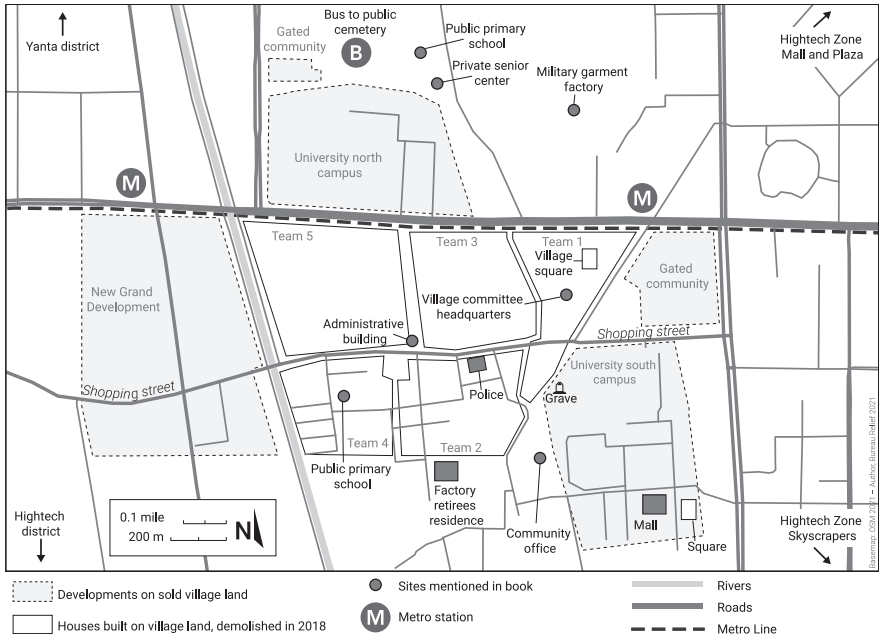 Yanta district
Gated
community
Bus to public
cemetery
B
Public primary
school
Private senior
center
Military garment
factory
Hightech Zone
Mall and Plaza
University north
campus
M
M
Team 5
Team 3
Team 1
Village
square
Gated
community
New Grand
Development
Village committee
headquarters
Administrative
building
Shopping street
Shopping street
University south
campus
Police
Grave
Team 4
Team 2
Public primary
school
Factory
retirees
residence
Community
office
Mall
Square
Hightech
district
0.1 mile
200 m
N
Hightech Zone
Skyscrapers
Basemap: OSM 2021 – Author, Bureau Relief 2021
Developments on sold village land
Houses built on village land, demolished in 2018
Sites mentioned in book
M
Metro station
Rivers
Roads
Metro Line